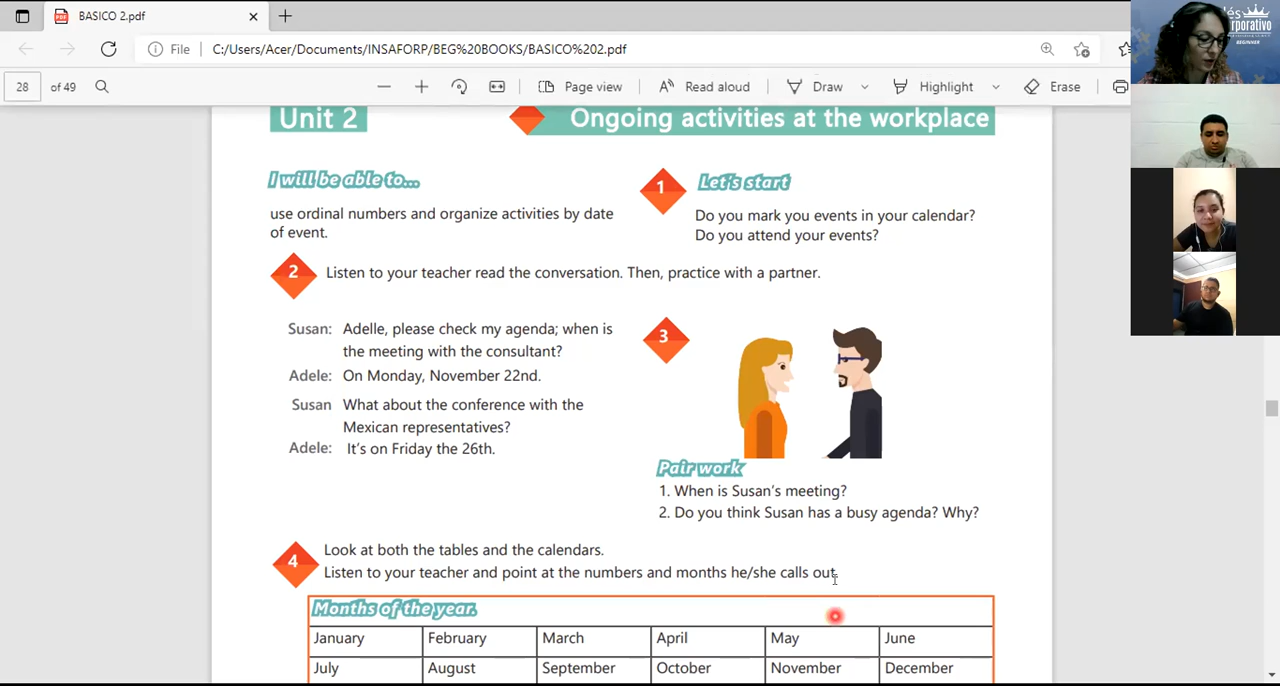 BASICO 2.pdf
File
C:/Users/Acer/Documents/INSAFORP/BEG%20BOOKS/BASICO%202.pdf
28 of 49
Page view
Read aloud
Draw
Highlight
Erase
Unit 2
Ongoing activities at the workplace
I will be able to...
use ordinal numbers and organize activities by date
of event.
1
Let's start
Do you mark you events in your calendar?
Do you attend your events?
2
Listen to your teacher read the conversation. Then, practice with a partner.
Susan: Adelle, please check my agenda; when is
the meeting with the consultant?
Adele: On Monday, November 22nd.
Susan What about the conference with the
Mexican representatives?
Adele: It's on Friday the 26th.
3
Pair work
1. When is Susan's meeting?
2. Do you think Susan has a busy agenda? Why?
4
Look at both the tables and the calendars.
Listen to your teacher and point at the numbers and months he/she calls out.
Months of the year.
January February March April May June
July August September October November December
BEGINNER